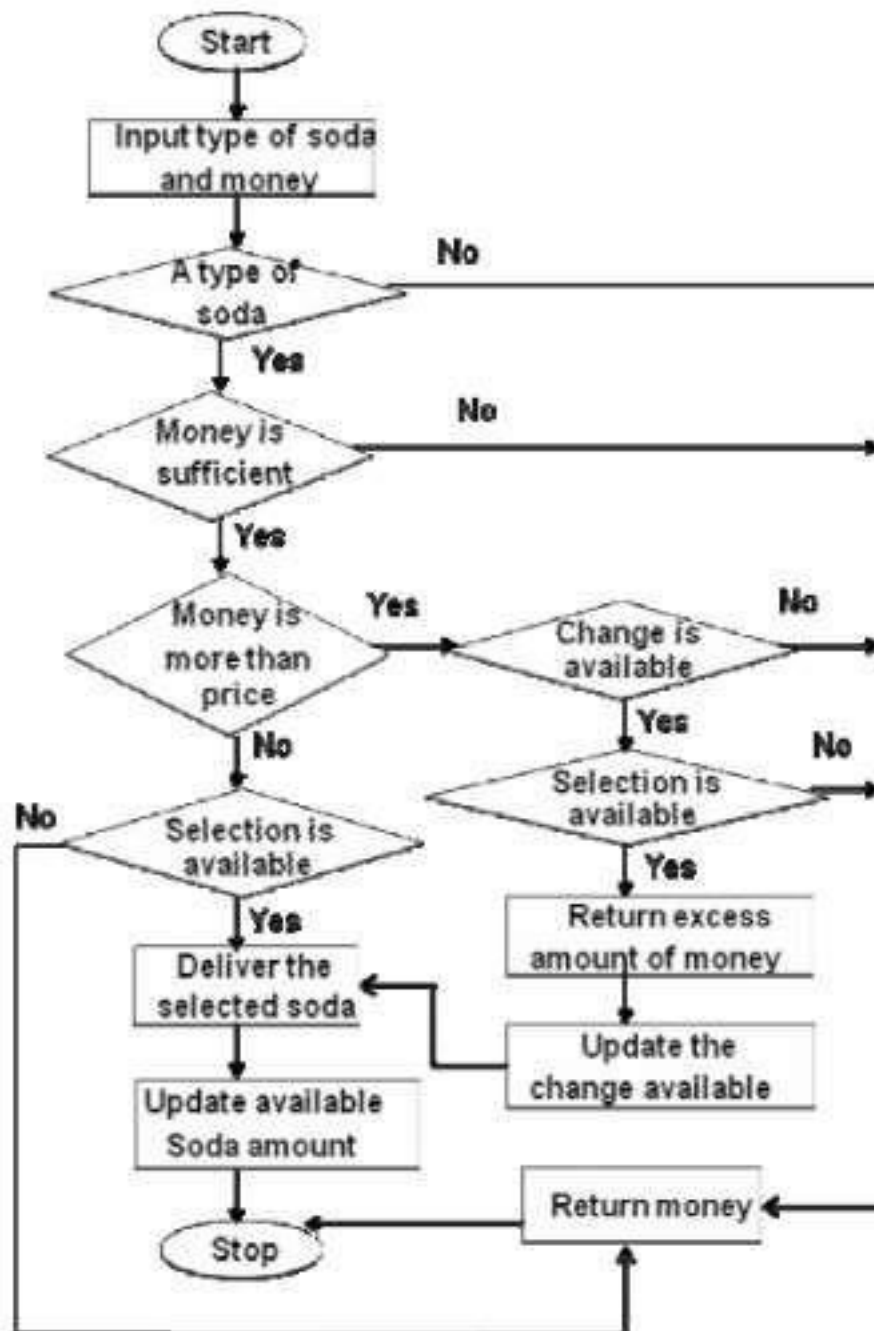 Start
Input type of soda
and money
No
A type of
soda
Yes
No
Money is
sufficient
Yes
Money is
more than
price
Yes
Change is
available
No
No
Yes
Selection is
available
No
No
Selection is
available
Yes
Yes
Deliver the
selected soda
Return excess
amount of money
Update the
change available
Update available
Soda amount
Return money
Stop